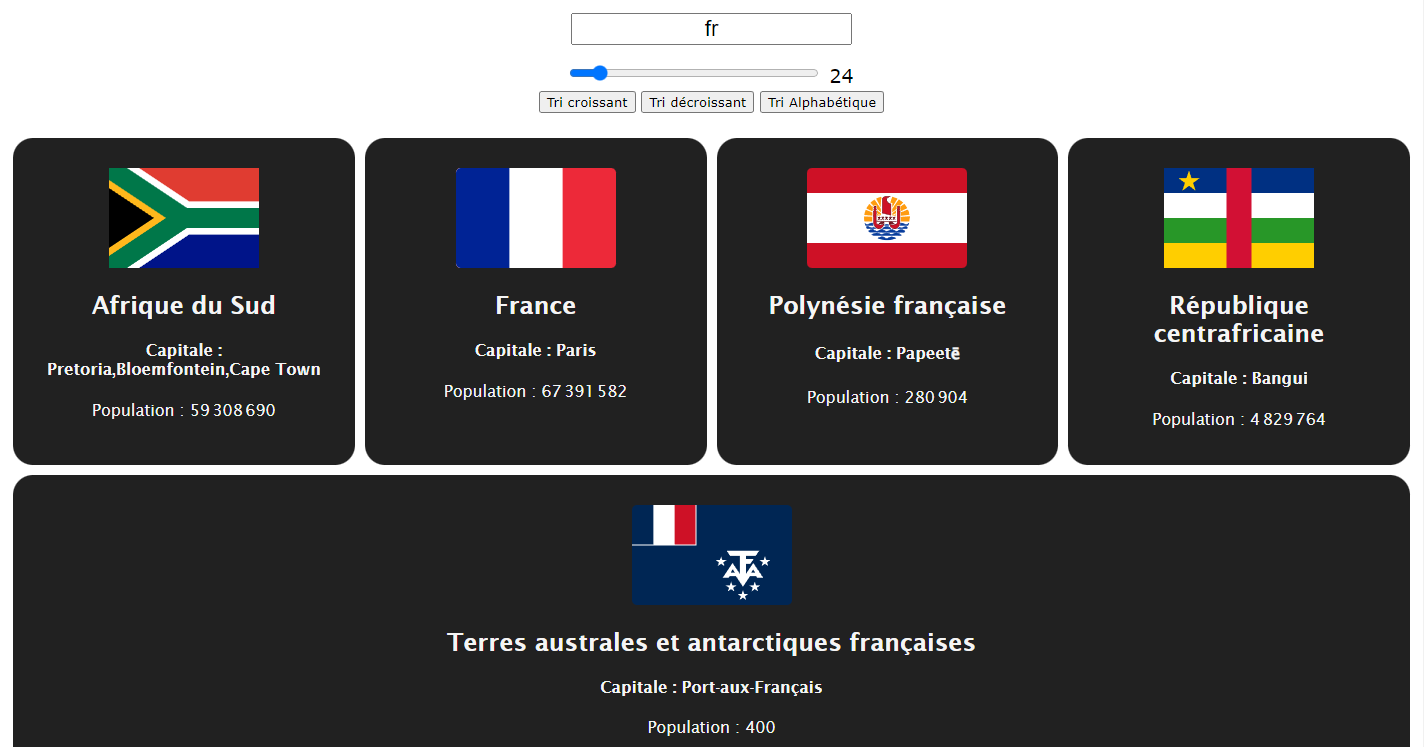 fr
24
Tri croissant Tri décroissant Tri Alphabétique
Afrique du Sud
Capitale :
Pretoria,Bloemfontein,Cape Town
Population : 59 308 690
France
Capitale : Paris
Population : 67 391 582
Polynésie française
Capitale : Papeetē
Population : 280 904
République
centrafricaine
Capitale : Bangui
Population : 4 829 764
Terres australes et antarctiques françaises
Capitale : Port-aux-Français
Population : 400